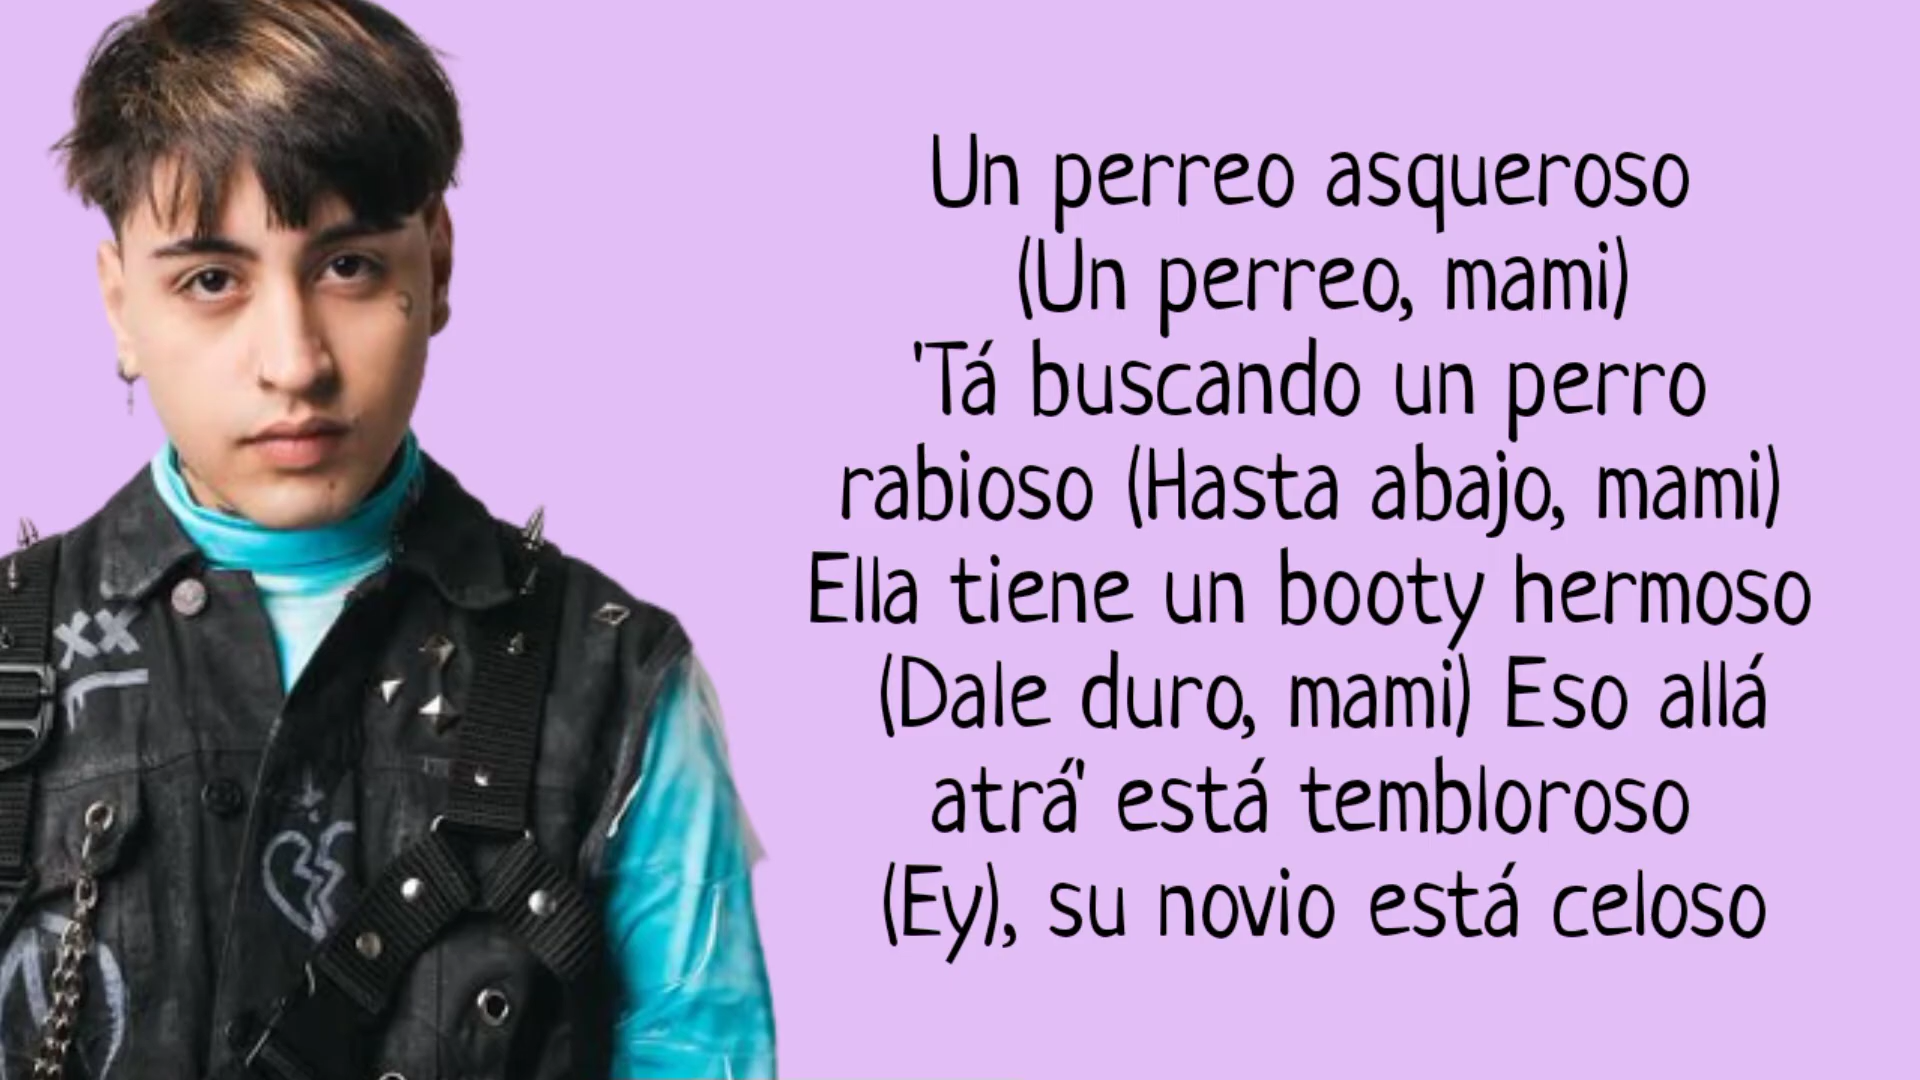 Un perreo asqueroso
(Un perreo, mami)
'Tá buscando un perro
rabioso (Hasta abajo, mami)
Ella tiene un booty hermoso
(Dale duro, mami) Eso allá
atrá' está tembloroso
(Ey), su novio está celoso
xx